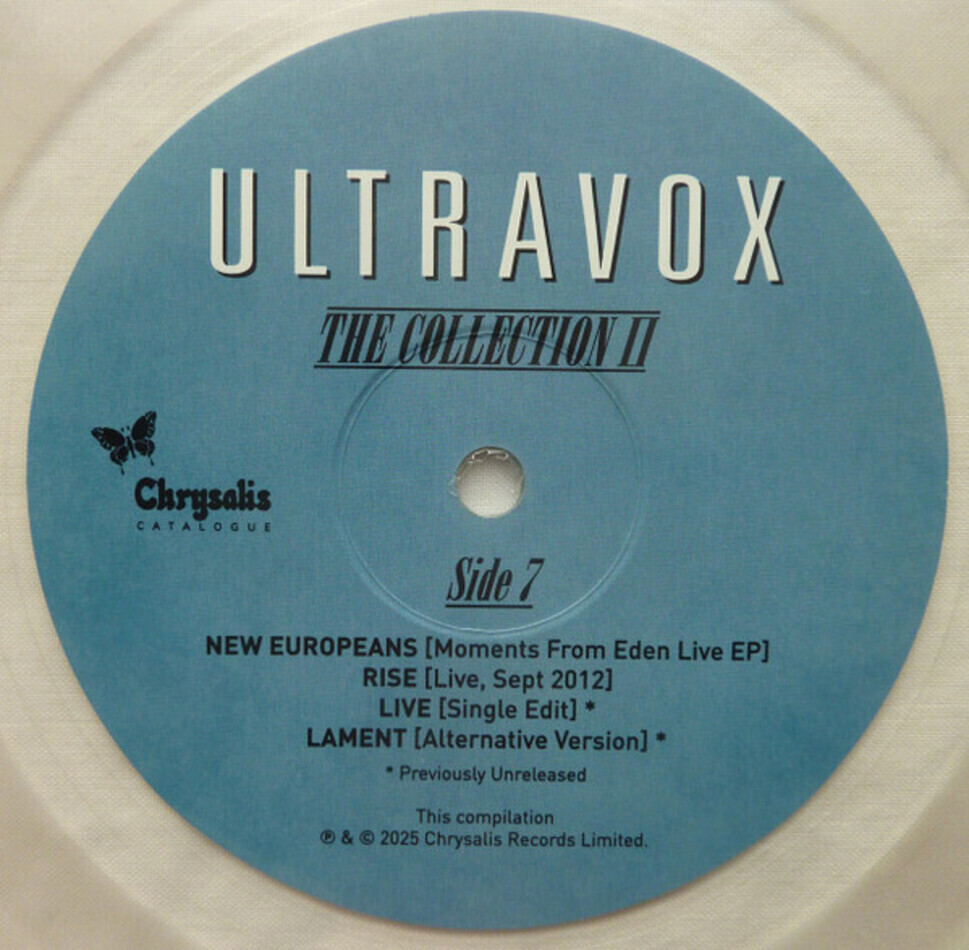 ULTRAVOX
THE COLLECTION II
Chrysalis
CATALOGUE
Side 7
NEW EUROPEANS [Moments From Eden Live EP]
RISE [Live, Sept 2012]
LIVE [Single Edit] *
LAMENT [Alternative Version] *
* Previously Unreleased
This compilation
℗ & © 2025 Chrysalis Records Limited.